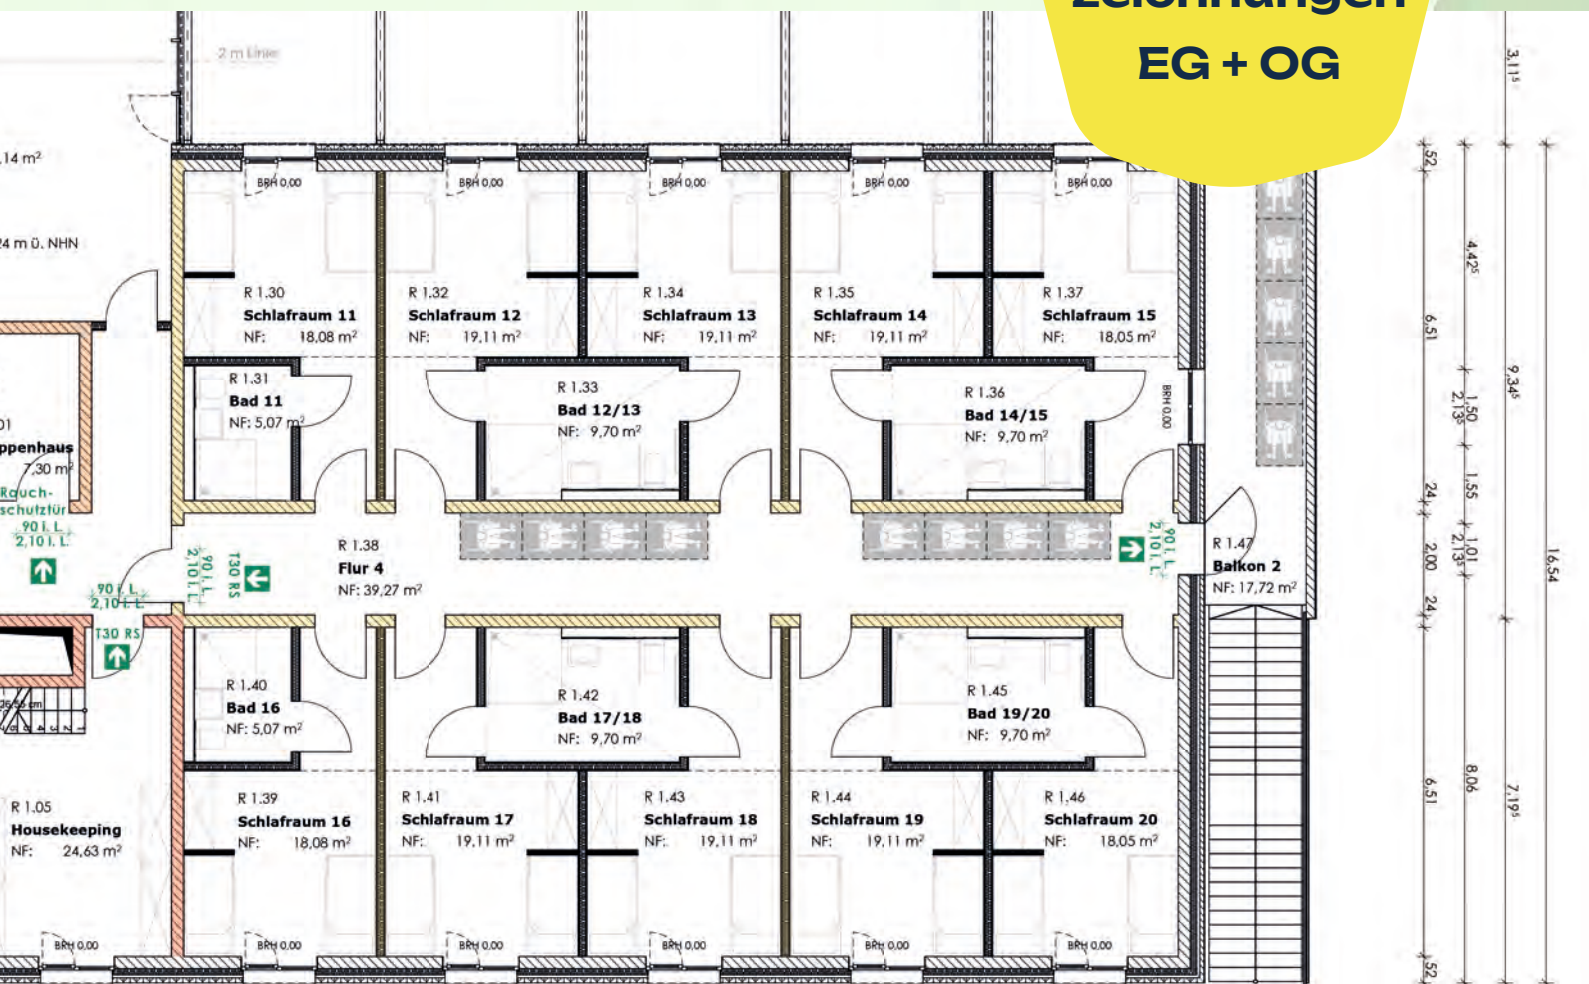 EG + OG
2 m Linie
,14 m²
24 m ü. NHN
BRH 0,00
BRH 0,00
BRH 0,00
BRH 0,00
BRH 0,00
R 1.30
Schlafraum 11
NF: 18,08 m²
R 1.32
Schlafraum 12
NF: 19,11 m²
R 1.34
Schlafraum 13
NF: 19,11 m²
R 1.35
Schlafraum 14
NF: 19,11 m²
R 1.37
Schlafraum 15
NF: 18,05 m²
R 1.31
Bad 11
NF: 5,07 m²
R 1.33
Bad 12/13
NF: 9,70 m²
R 1.36
Bad 14/15
NF: 9,70 m²
BRH 0,00
01
ppenhaus
7,30 m²
Rauch-
schutztür
90 i. L.
2,10 i. L.
90 i. L.
2,10 i. L.
T30 RS
90 i. L.
2,10 i. L.
T30 RS
R 1.38
Flur 4
NF: 39,27 m²
90 i. L.
2,10 i. L.
R 1.47
Balkon 2
NF: 17,72 m²
R 1.40
Bad 16
NF: 5,07 m²
R 1.42
Bad 17/18
NF: 9,70 m²
R 1.45
Bad 19/20
NF: 9,70 m²
R 1.05
Housekeeping
NF: 24,63 m²
R 1.39
Schlafraum 16
NF: 18,08 m²
R 1.41
Schlafraum 17
NF: 19,11 m²
R 1.43
Schlafraum 18
NF: 19,11 m²
R 1.44
Schlafraum 19
NF: 19,11 m²
R 1.46
Schlafraum 20
NF: 18,05 m²
BRH 0,00
BRH 0,00
BRH 0,00
BRH 0,00
BRH 0,00
BRH 0,00
52
6,51
24
2,00
24
6,51
52
4,42⁵
1,50
2,13⁵
1,55
1,01
2,13⁵
8,06
3,11⁵
9,34⁵
7,19⁵
16,54